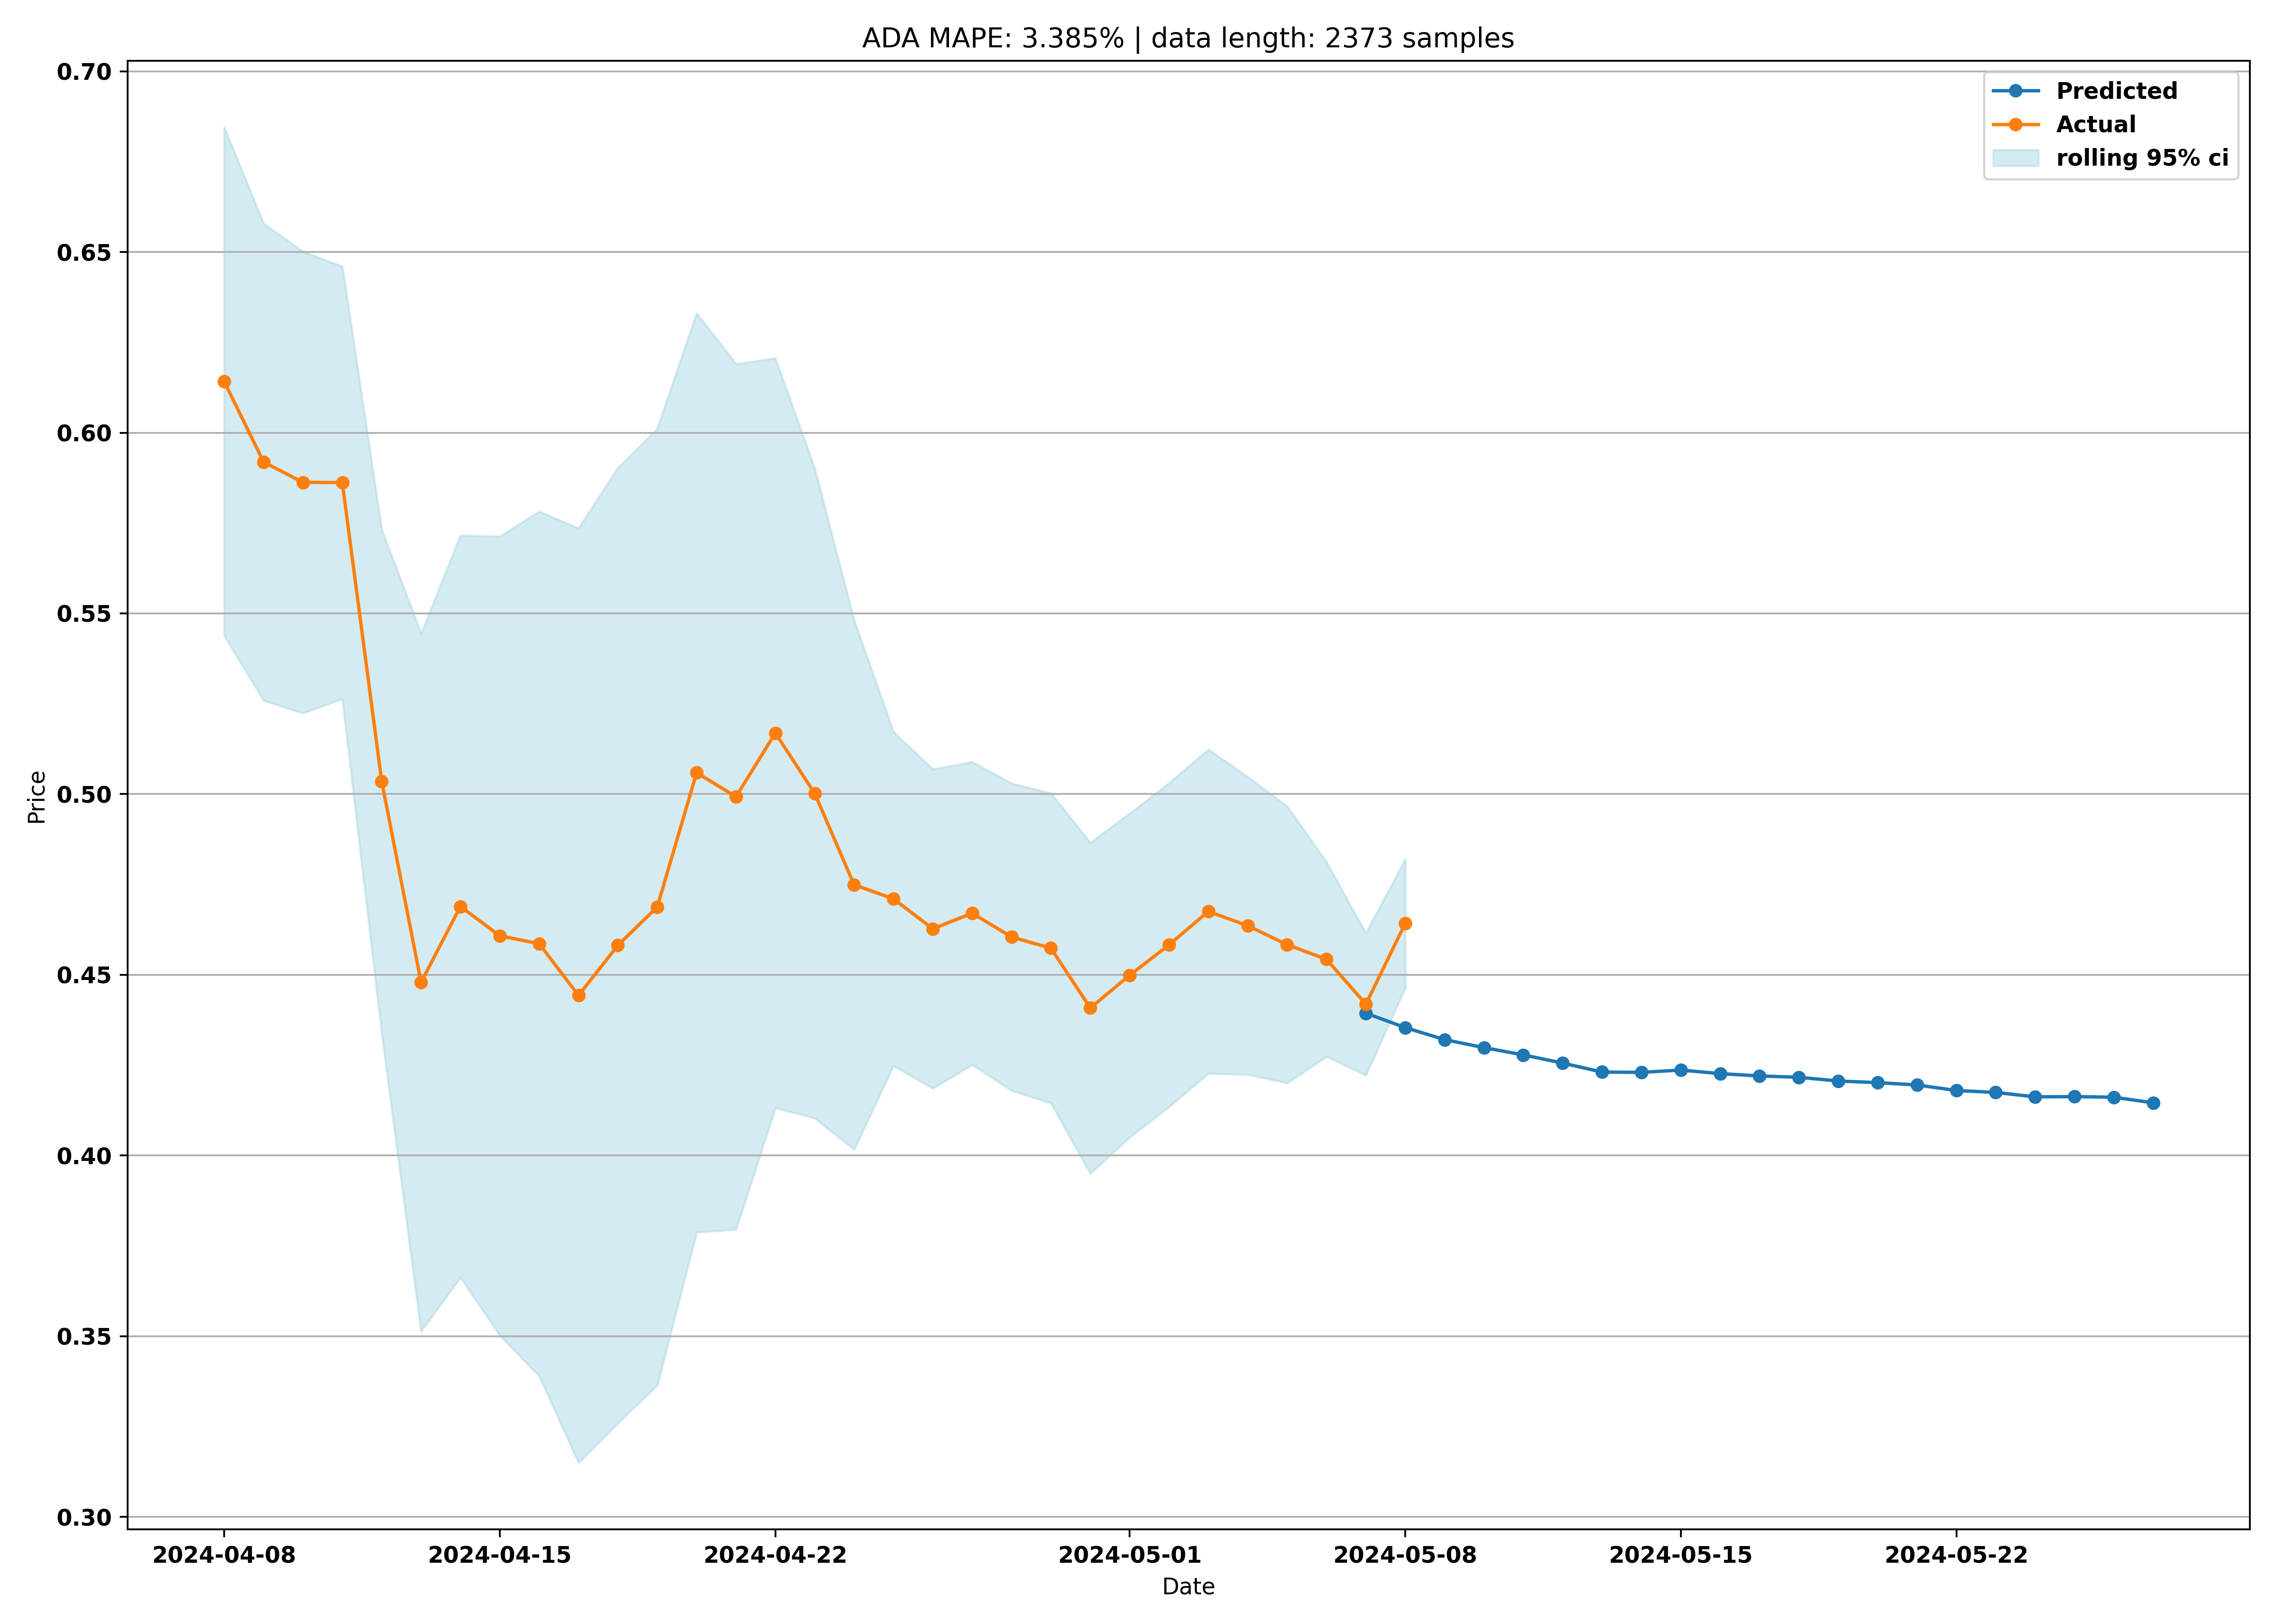 ADA MAPE: 3.385% | data length: 2373 samples
Predicted
Actual
rolling 95% ci
0.70
0.65
0.60
0.55
0.50
0.45
0.40
0.35
0.30
Price
2024-04-08 2024-04-15 2024-04-22 2024-05-01 2024-05-08 2024-05-15 2024-05-22
Date